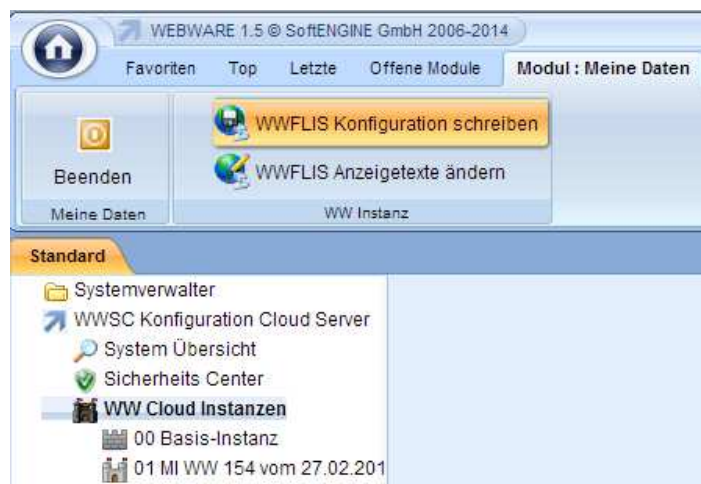 WEBWARE 1.5 © SoftENGINE GmbH 2006-2014
Favoriten Top Letzte Offene Module Modul : Meine Daten
WWFLIS Konfiguration schreiben
Beenden
WWFLIS Anzeigetexte ändern
Meine Daten
WW Instanz
Standard
Systemverwalter
WWSC Konfiguration Cloud Server
System Übersicht
Sicherheits Center
WW Cloud Instanzen
00 Basis-Instanz
01 MI WW 154 vom 27.02.201